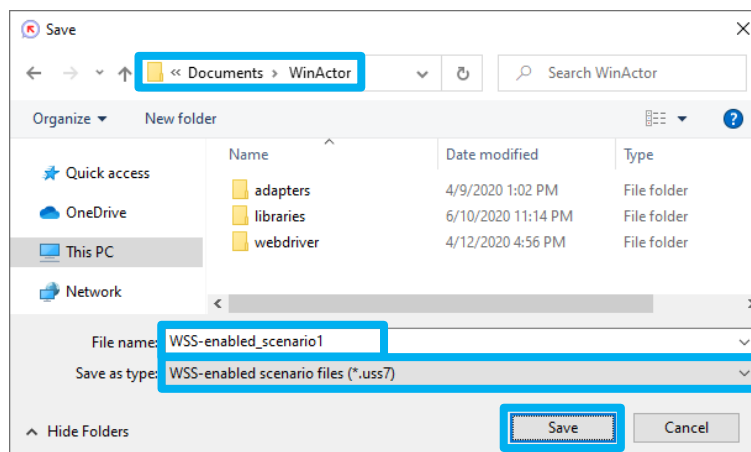 Save
« Documents › WinActor
Search WinActor
Organize
New folder
?
Name
Date modified
Type
Quick access
OneDrive
This PC
Network
adapters 4/9/2020 1:02 PM File folder
libraries 6/10/2020 11:14 PM File folder
webdriver 4/12/2020 4:56 PM File folder
File name: WSS-enabled_scenario1
Save as type: WSS-enabled scenario files (*.uss7)
Hide Folders
Save
Cancel